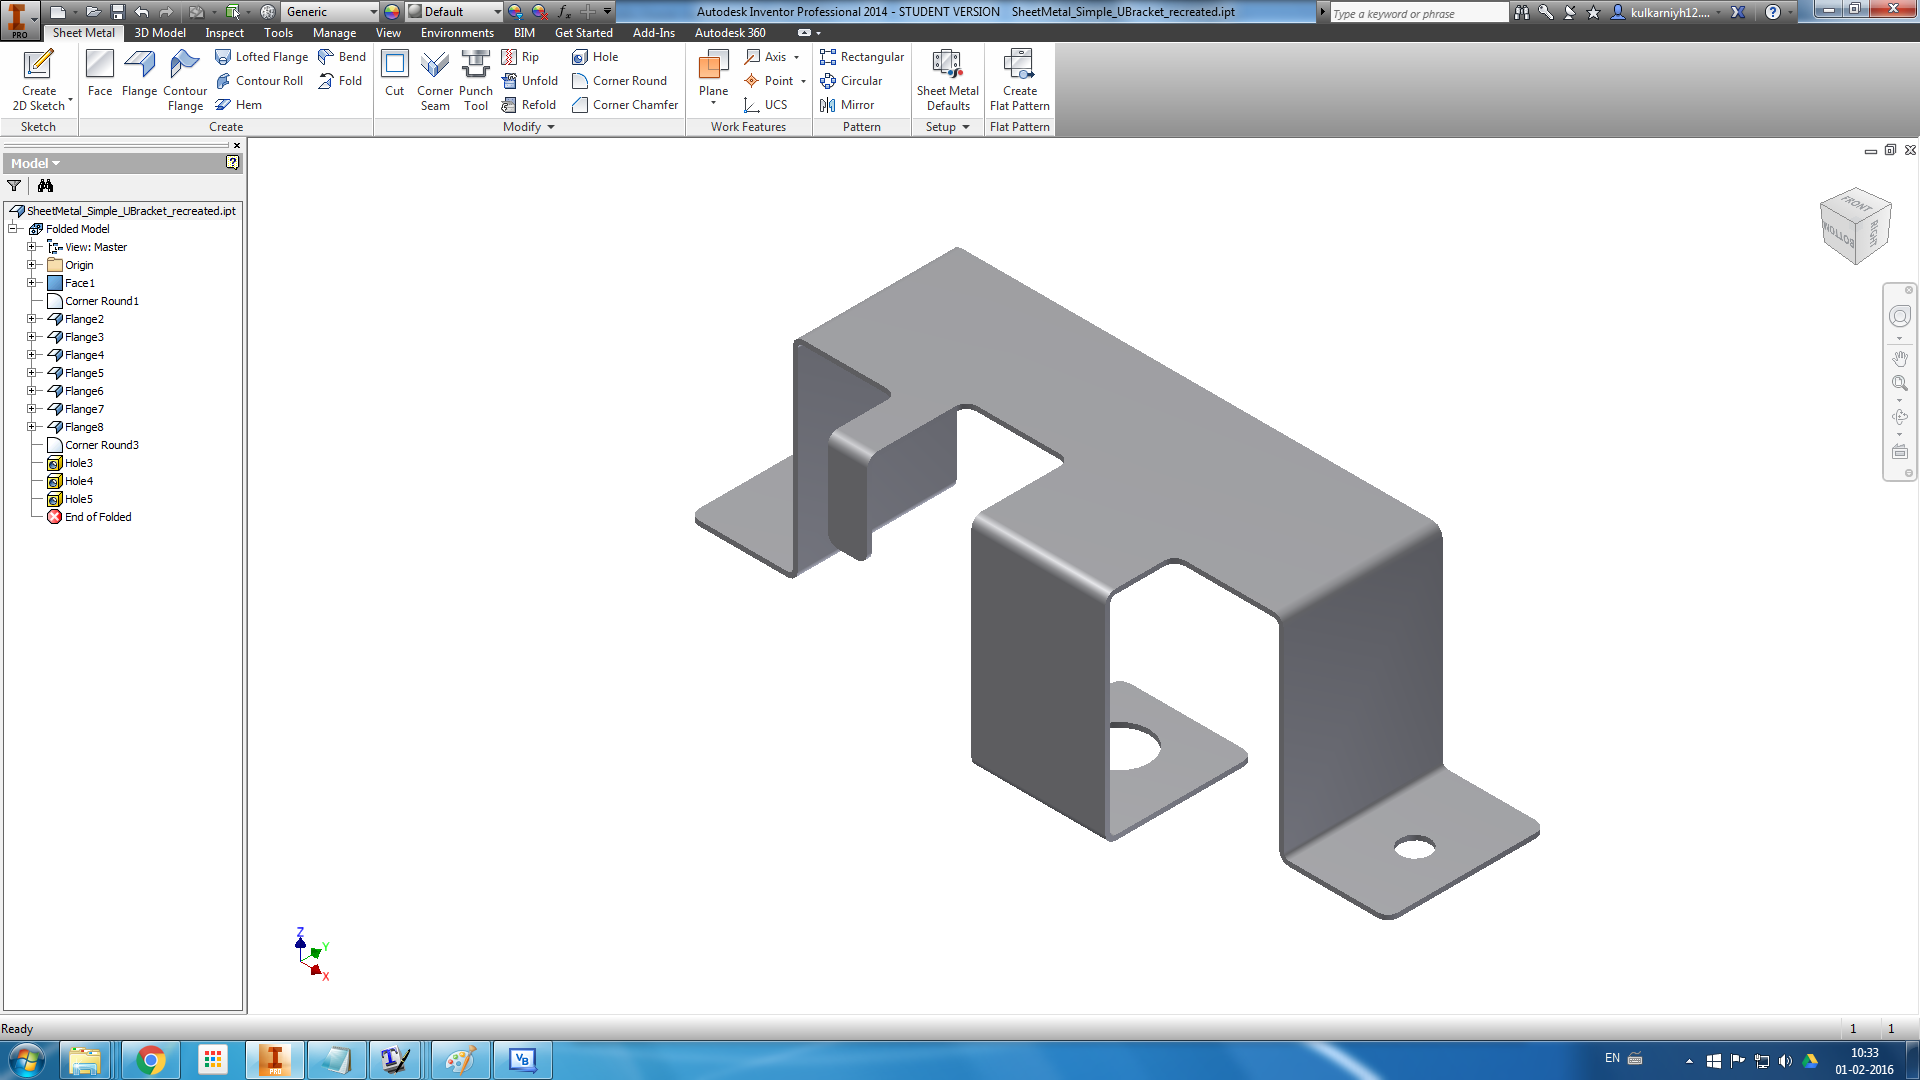 Generic
Default
Autodesk Inventor Professional 2014 - STUDENT VERSION SheetMetal_Simple_UBracket_recreated.ipt
Type a keyword or phrase
kulkarniyh12....
PRO
Sheet Metal 3D Model Inspect Tools Manage View Environments BIM Get Started Add-Ins Autodesk 360
Create 2D Sketch
Face
Flange
Contour Flange
Lofted Flange
Contour Roll
Hem
Bend
Fold
Cut
Corner Seam
Punch Tool
Rip
Unfold
Refold
Hole
Corner Round
Corner Chamfer
Plane
Axis
Point
UCS
Rectangular
Circular
Mirror
Sheet Metal Defaults
Create Flat Pattern
Sketch Create Modify Work Features Pattern Setup Flat Pattern
Model
SheetMetal_Simple_UBracket_recreated.ipt
Folded Model
View: Master
Origin
Face1
Corner Round1
Flange2
Flange3
Flange4
Flange5
Flange6
Flange7
Flange8
Corner Round3
Hole3
Hole4
Hole5
End of Folded
FRONT
BOTTOM
RIGHT
Z
Y
X
Ready
1 1
PRO
VB
EN
10:33
01-02-2016